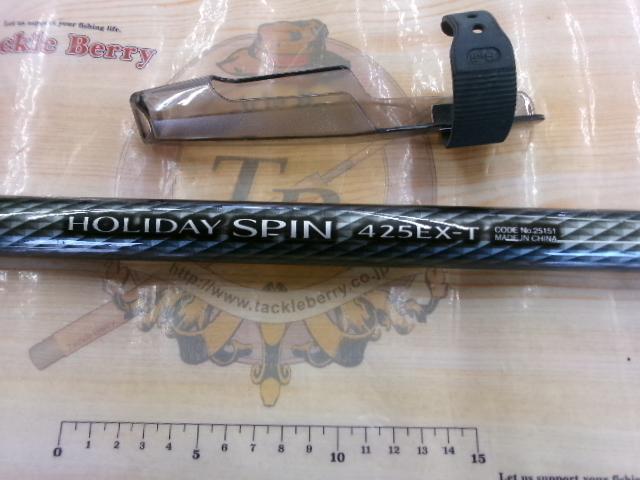 Let us support your fishing life.
ackle Berry
TB
HOLIDAY SPIN 425EX-T
CODE No.25151
MADE IN CHINA
http://www.tackleberry.co.jp
0 1 2 3 4 5 6 7 8 9 10 11 12 13 14 15
Let us support your fishin